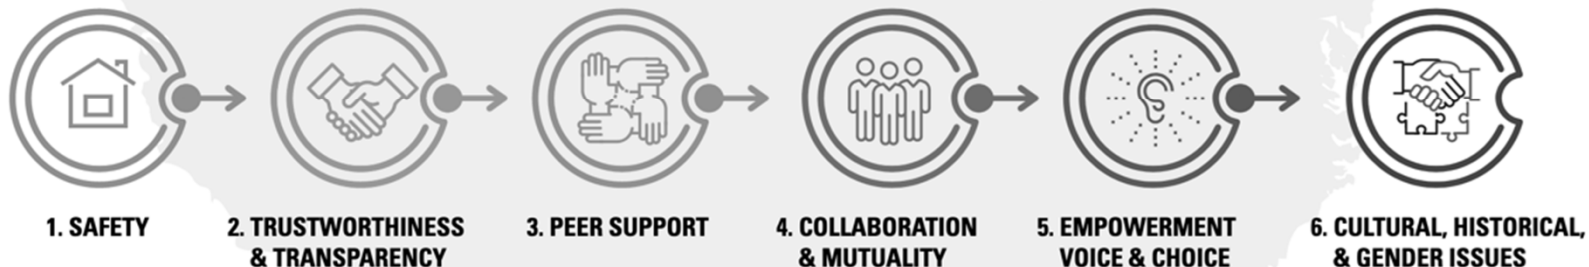 1. SAFETY
2. TRUSTWORTHINESS
& TRANSPARENCY
3. PEER SUPPORT
4. COLLABORATION
& MUTUALITY
5. EMPOWERMENT
VOICE & CHOICE
6. CULTURAL, HISTORICAL,
& GENDER ISSUES